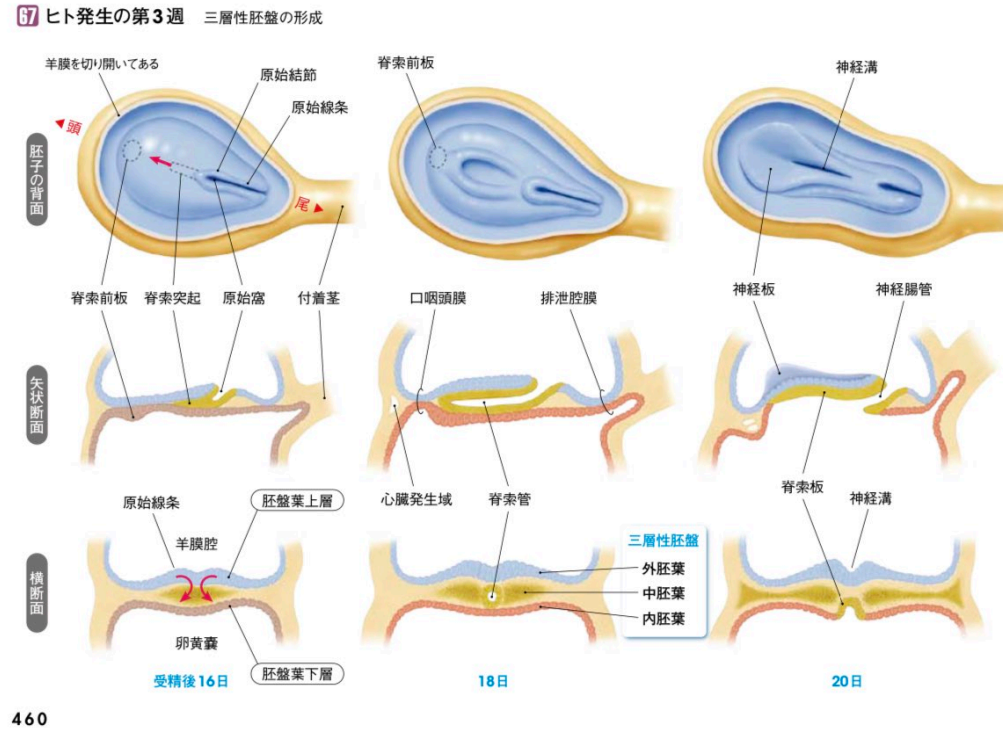 67 ヒト発生の第3週 三層性胚盤の形成
羊膜を切り開いてある
原始結節
原始線条
◀頭
尾▶
脊索前板
神経溝
胚子の背面
脊索前板
脊索突起
原始窩
付着茎
口咽頭膜
排泄腔膜
神経板
神経腸管
矢状断面
心臓発生域
脊索管
脊索板
神経溝
原始線条
胚盤葉上層
羊膜腔
三層性胚盤
外胚葉
中胚葉
内胚葉
横断面
卵黄嚢
胚盤葉下層
受精後16日
18日
20日
460